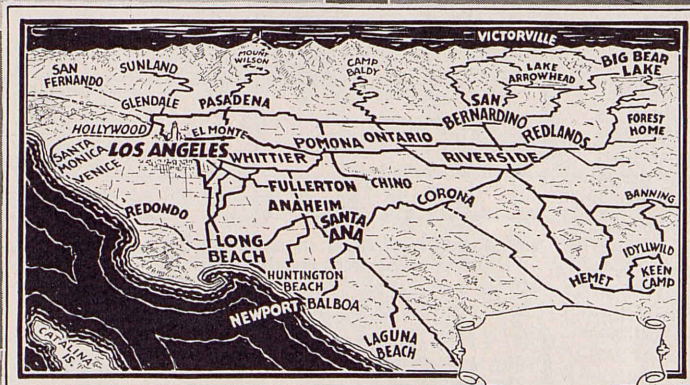 VICTORVILLE
MOUNT
WILSON
SAN
FERNANDO
SUNLAND
CAMP
BALDY
LAKE
ARROWHEAD
BIG BEAR
LAKE
GLENDALE
PASADENA
SAN
BERNARDINO
FOREST
HOME
HOLLYWOOD
EL MONTE
POMONA
ONTARIO
REDLANDS
SANTA
MONICA
LOS ANGELES
WHITTIER
RIVERSIDE
VENICE
FULLERTON
CHINO
ANAHEIM
CORONA
BANNING
REDONDO
SANTA
ANA
LONG
BEACH
IDYLLWILD
HUNTINGTON
BEACH
HEMET
KEEN
CAMP
NEWPORT
BALBOA
LAGUNA
BEACH
CATALINA
IS.